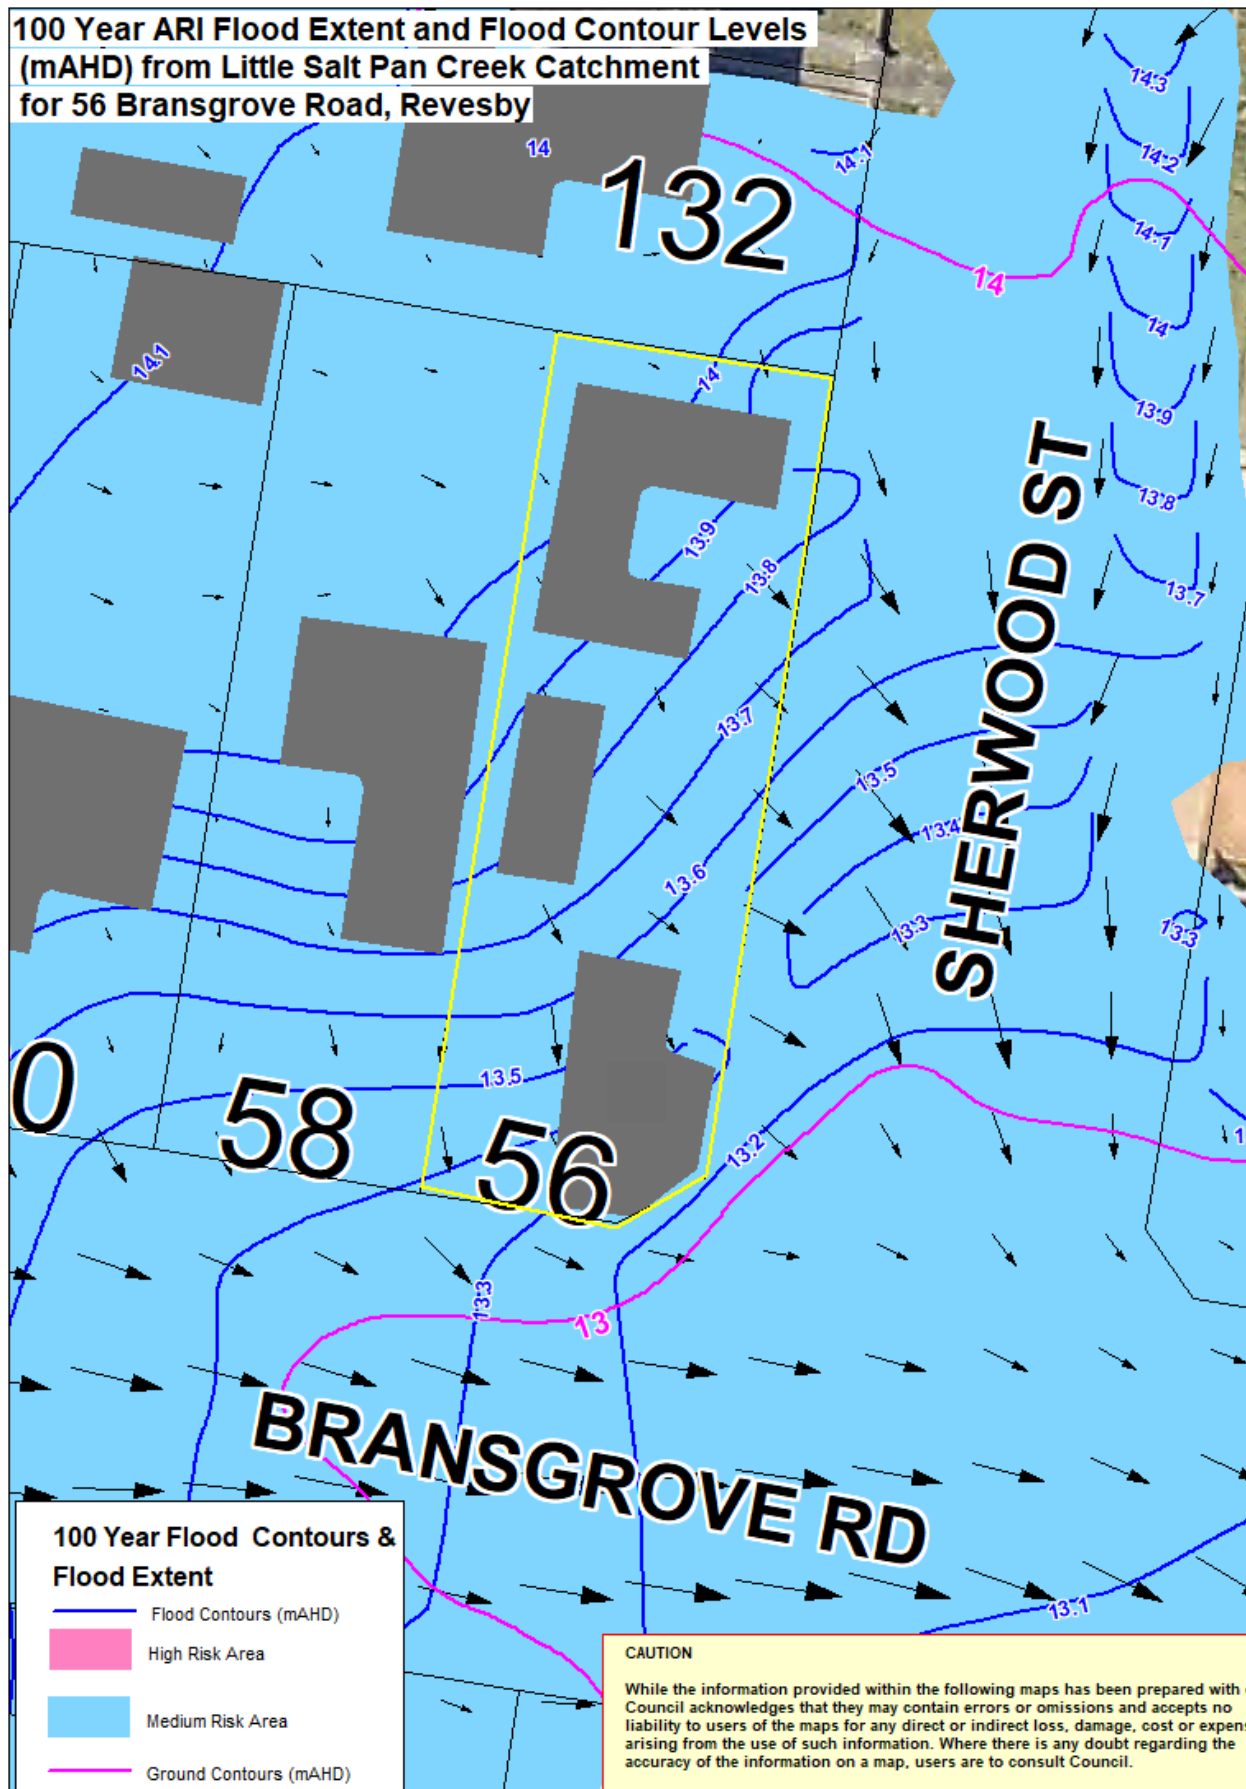 100 Year ARI Flood Extent and Flood Contour Levels
(mAHD) from Little Salt Pan Creek Catchment
for 56 Bransgrove Road, Revesby
14.3
14.2
14.1
14
13.9
13.8
13.7
14
14.1
132
14
14.1
14
13.9
13.8
13.7
13.6
13.5
13.4
13.3
13.3
SHERWOOD ST
0
58
56
13.5
13.2
13.3
13
BRANSGROVE RD
13.1
100 Year Flood Contours &
Flood Extent
Flood Contours (mAHD)
High Risk Area
Medium Risk Area
Ground Contours (mAHD)
CAUTION
While the information provided within the following maps has been prepared with
Council acknowledges that they may contain errors or omissions and accepts no
liability to users of the maps for any direct or indirect loss, damage, cost or expens
arising from the use of such information. Where there is any doubt regarding the
accuracy of the information on a map, users are to consult Council.